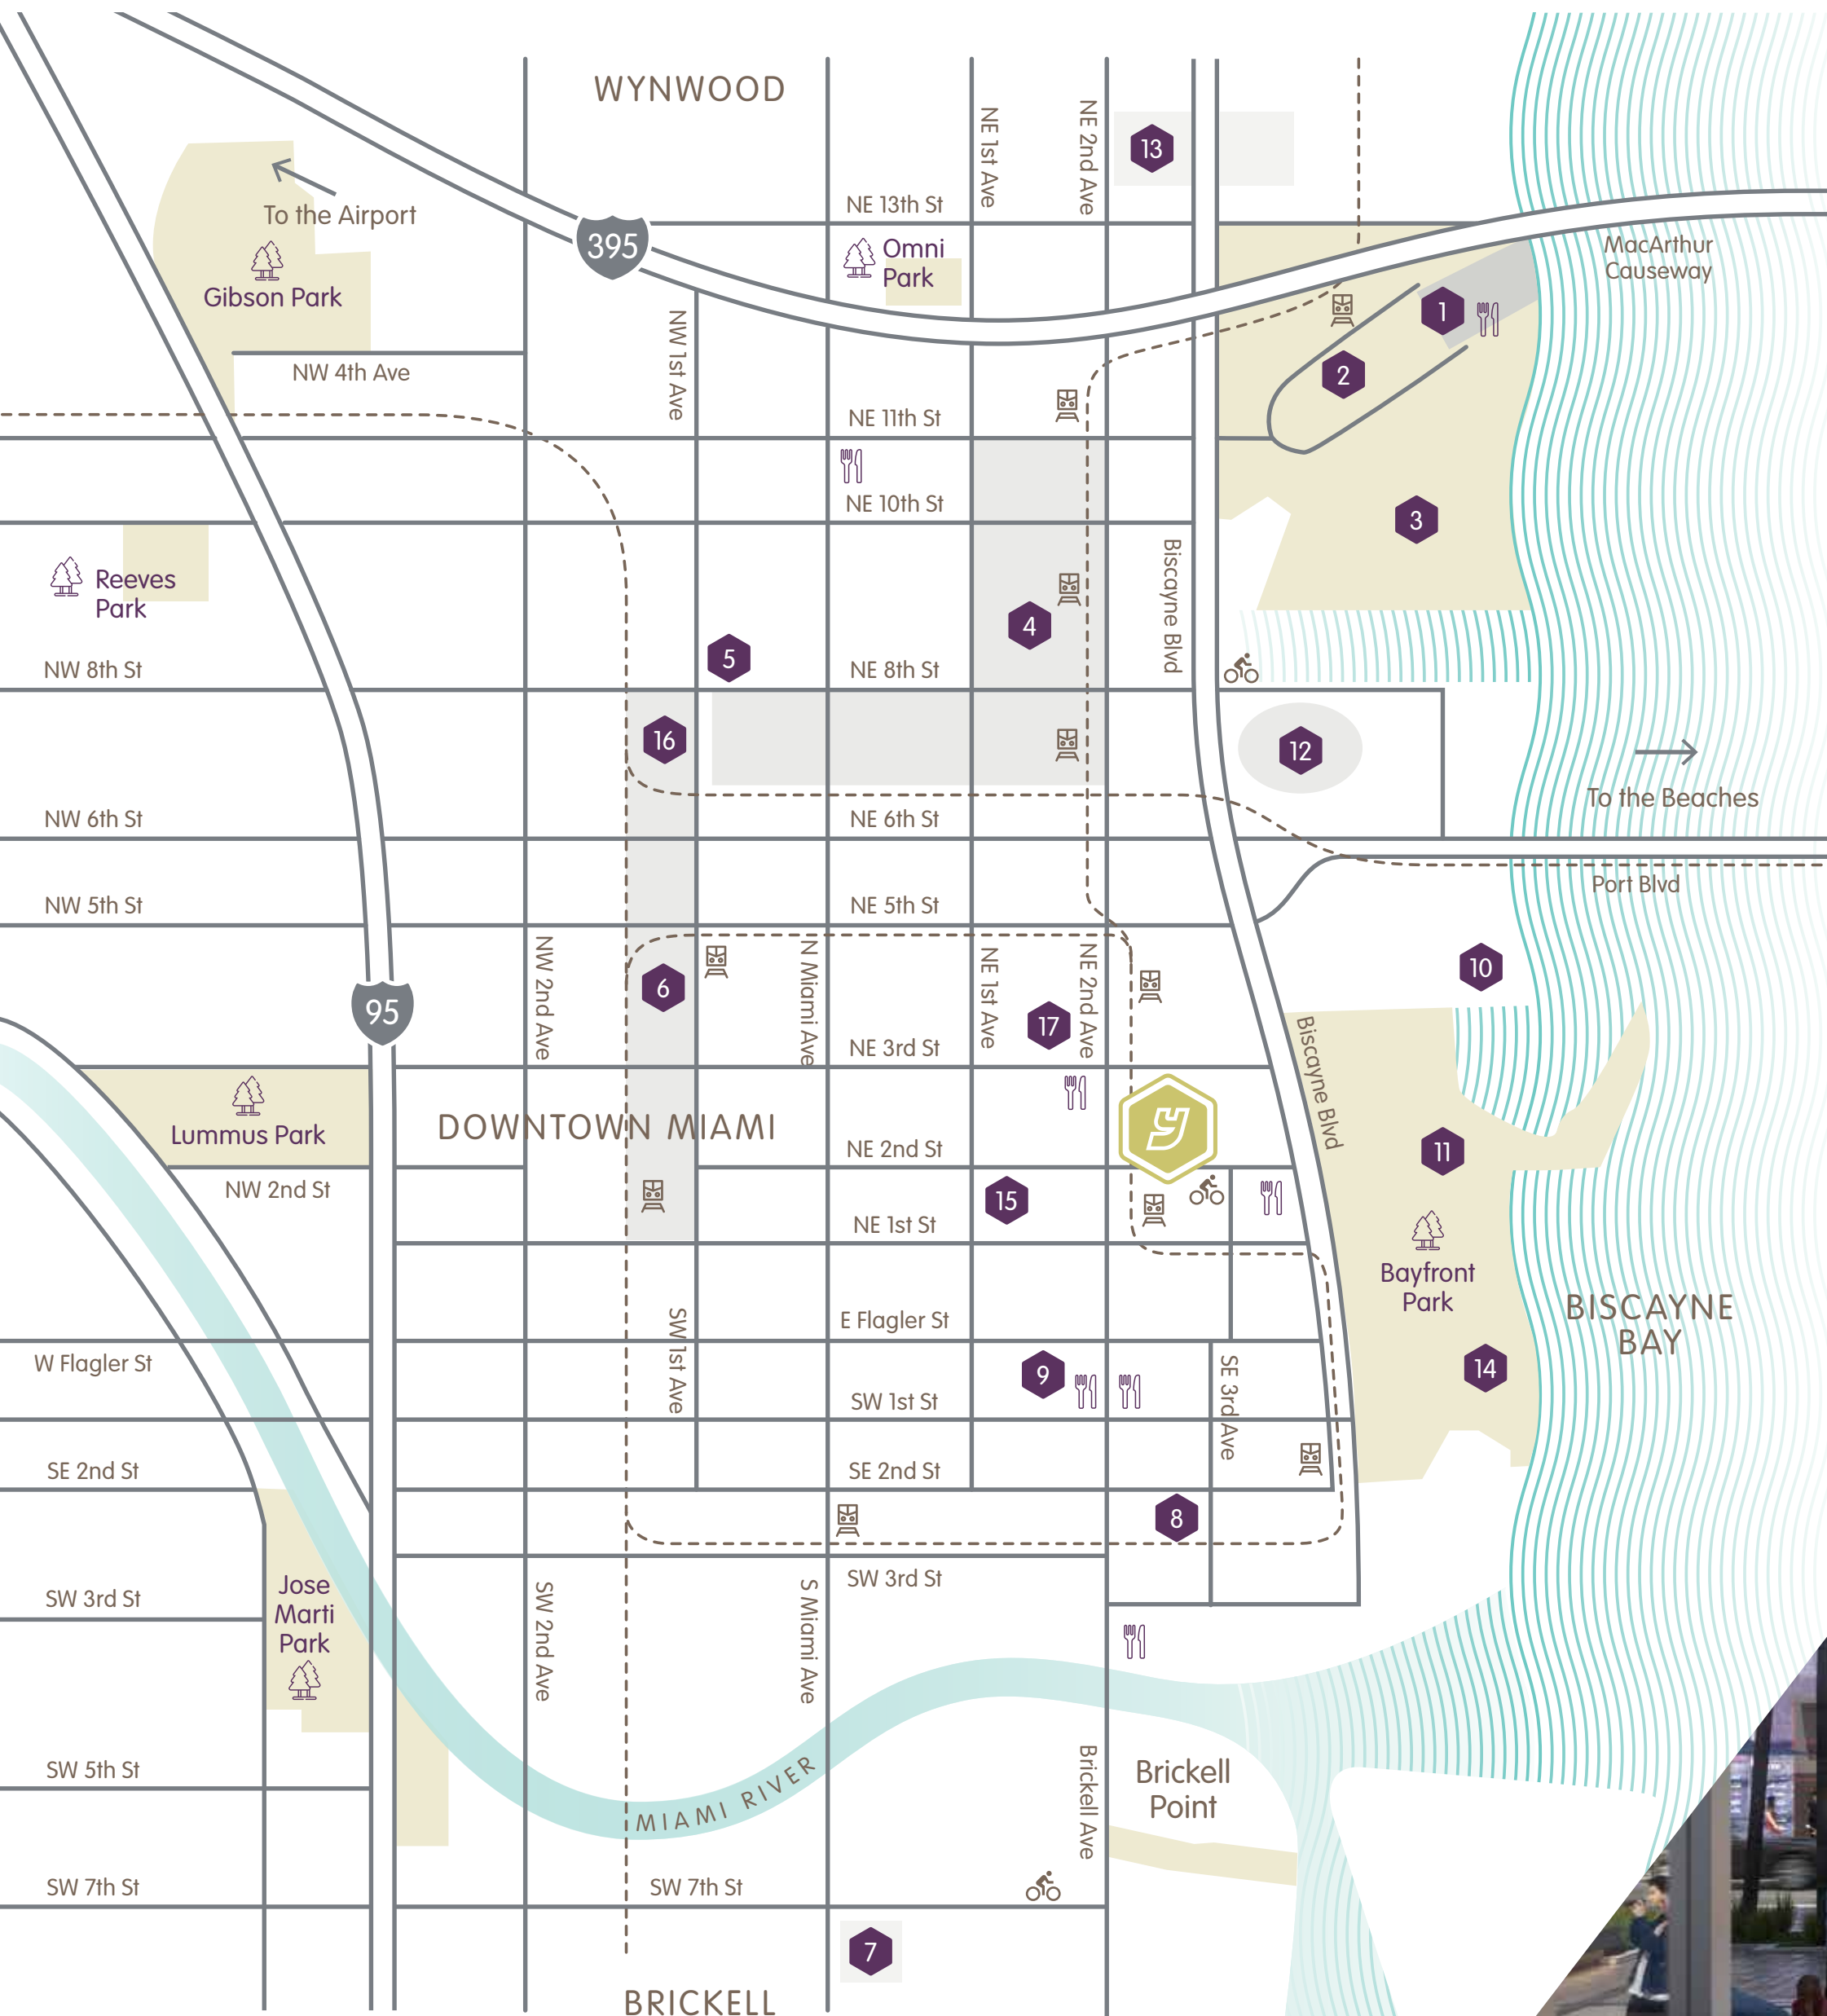 WYNWOOD
NE 1st Ave
NE 2nd Ave
13
To the Airport
NE 13th St
395
Omni
Park
MacArthur
Causeway
Gibson Park
1
NW 1st Ave
2
NW 4th Ave
NE 11th St
NE 10th St
3
Biscayne Blvd
Reeves
Park
4
5
NW 8th St
NE 8th St
16
12
To the Beaches
NW 6th St
NE 6th St
Port Blvd
NW 5th St
NE 5th St
NW 2nd Ave
N Miami Ave
NE 1st Ave
NE 2nd Ave
10
6
95
17
Biscayne Blvd
NE 3rd St
Lummus Park
DOWNTOWN MIAMI
y
NE 2nd St
11
NW 2nd St
15
NE 1st St
Bayfront
Park
BISCAYNE
BAY
SW 1st Ave
E Flagler St
W Flagler St
9
SE 3rd Ave
14
SW 1st St
SE 2nd St
SE 2nd St
8
Jose
Marti
Park
SW 3rd St
SW 3rd St
SW 2nd Ave
S Miami Ave
MIAMI RIVER
Brickell Ave
Brickell
Point
SW 5th St
SW 7th St
SW 7th St
7
BRICKELL